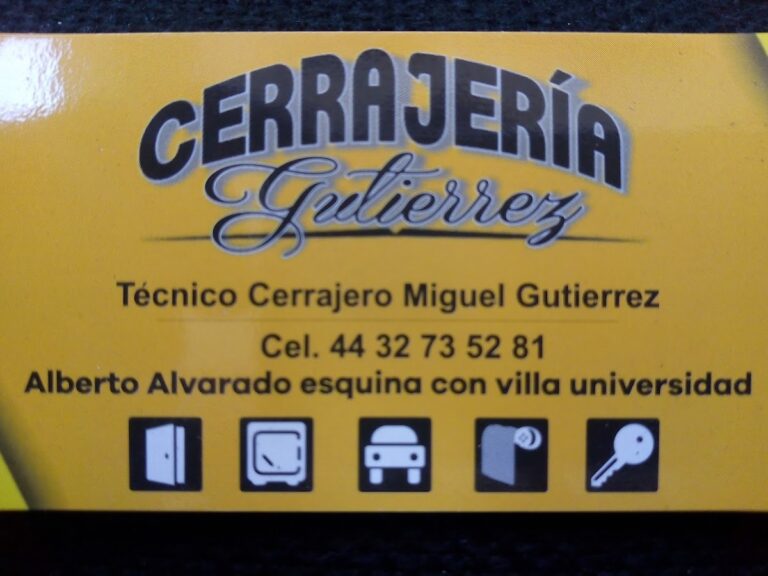 CERRAJERÍA
Gutierrez
Técnico Cerrajero Miguel Gutierrez
Cel. 44 32 73 52 81
Alberto Alvarado esquina con villa universidad